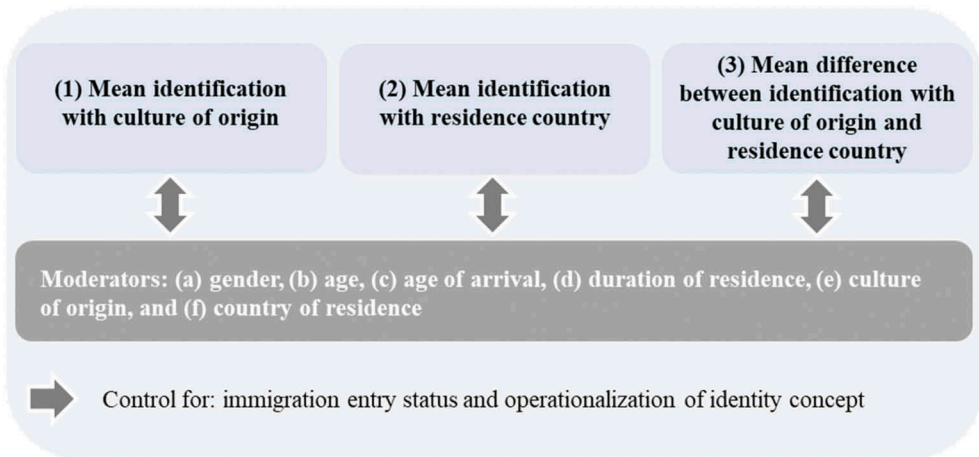 (1) Mean identification
with culture of origin
(2) Mean identification
with residence country
(3) Mean difference
between identification with
culture of origin and
residence country
Moderators: (a) gender, (b) age, (c) age of arrival, (d) duration of residence, (e) culture
of origin, and (f) country of residence
Control for: immigration entry status and operationalization of identity concept